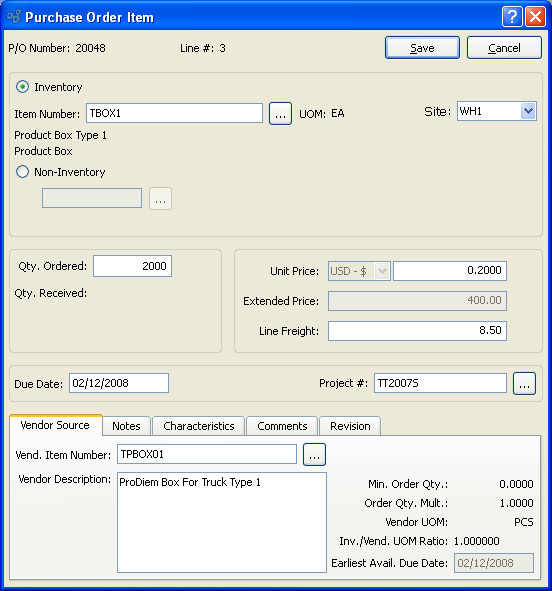 Purchase Order Item
P/O Number: 20048 Line #: 3 Save Cancel
Inventory
Item Number: TBOX1 ... UOM: EA Site: WH1
Product Box Type 1
Product Box
Non-Inventory
...
Qty. Ordered: 2000
Qty. Received:
Unit Price: USD - $ 0.2000
Extended Price: 400.00
Line Freight: 8.50
Due Date: 02/12/2008 Project #: TT2007S ...
Vendor Source Notes Characteristics Comments Revision
Vend. Item Number: TPBOX01 ...
Vendor Description: ProDiem Box For Truck Type 1
Min. Order Qty.: 0.0000
Order Qty. Mult.: 1.0000
Vendor UOM: PCS
Inv./Vend. UOM Ratio: 1.000000
Earliest Avail. Due Date: 02/12/2008